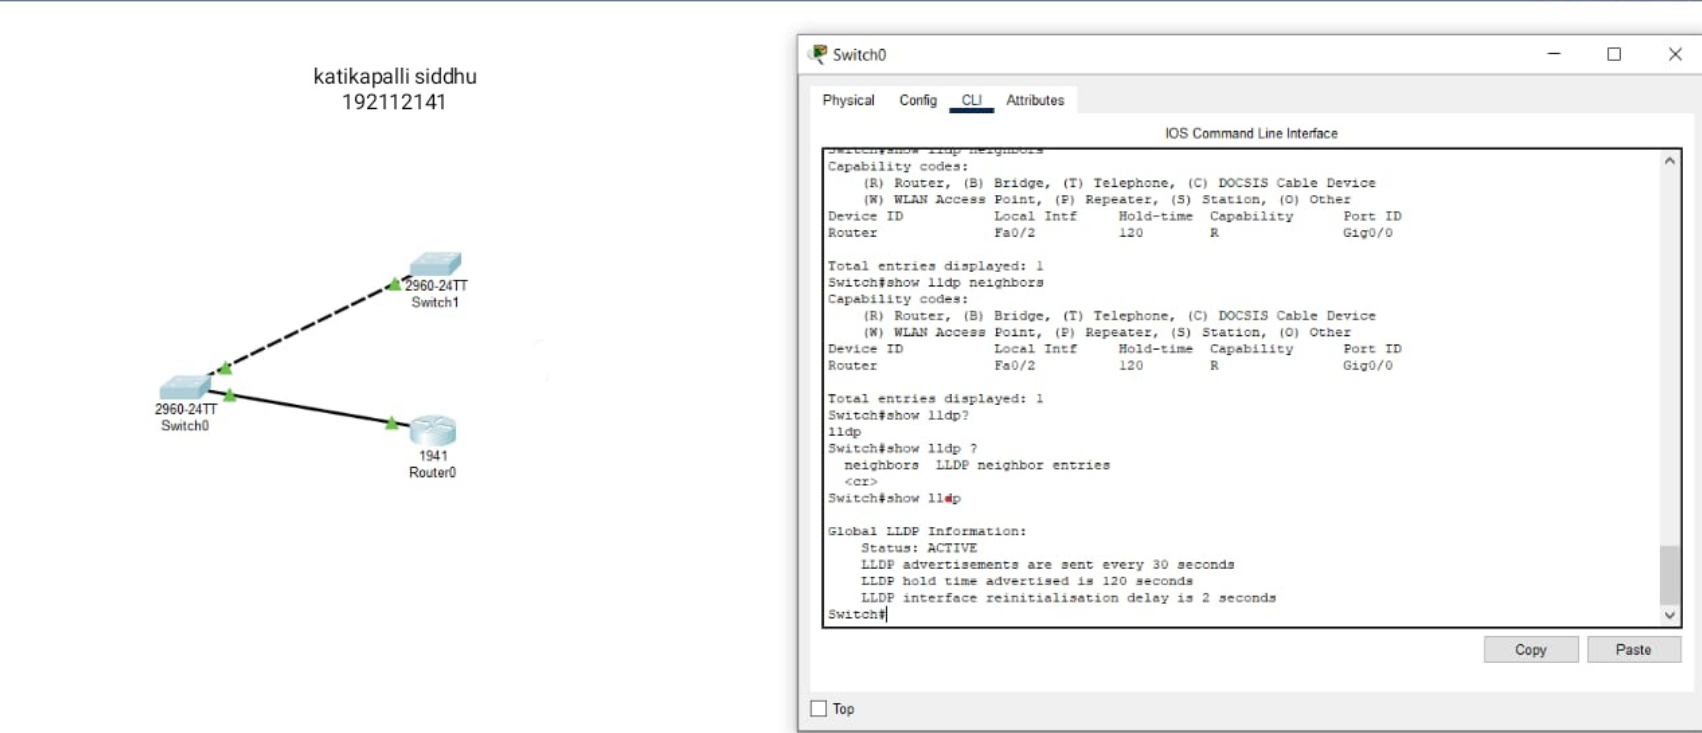 katikapalli siddhu
192112141
2960-24TT
Switch1
2960-24TT
Switch0
1941
Router0
Switch0
Physical Config CLI Attributes
IOS Command Line Interface
Switch#show lldp neighbors
Capability codes:
(R) Router, (B) Bridge, (T) Telephone, (C) DOCSIS Cable Device
(W) WLAN Access Point, (P) Repeater, (S) Station, (O) Other
Device ID Local Intf Hold-time Capability Port ID
Router Fa0/2 120 R Gig0/0
Total entries displayed: 1
Switch#show lldp neighbors
Capability codes:
(R) Router, (B) Bridge, (T) Telephone, (C) DOCSIS Cable Device
(W) WLAN Access Point, (P) Repeater, (S) Station, (O) Other
Device ID Local Intf Hold-time Capability Port ID
Router Fa0/2 120 R Gig0/0
Total entries displayed: 1
Switch#show lldp?
lldp
Switch#show lldp ?
neighbors LLDP neighbor entries
<cr>
Switch#show lldp
Global LLDP Information:
Status: ACTIVE
LLDP advertisements are sent every 30 seconds
LLDP hold time advertised is 120 seconds
LLDP interface reinitialisation delay is 2 seconds
Switch#
Copy Paste
Top